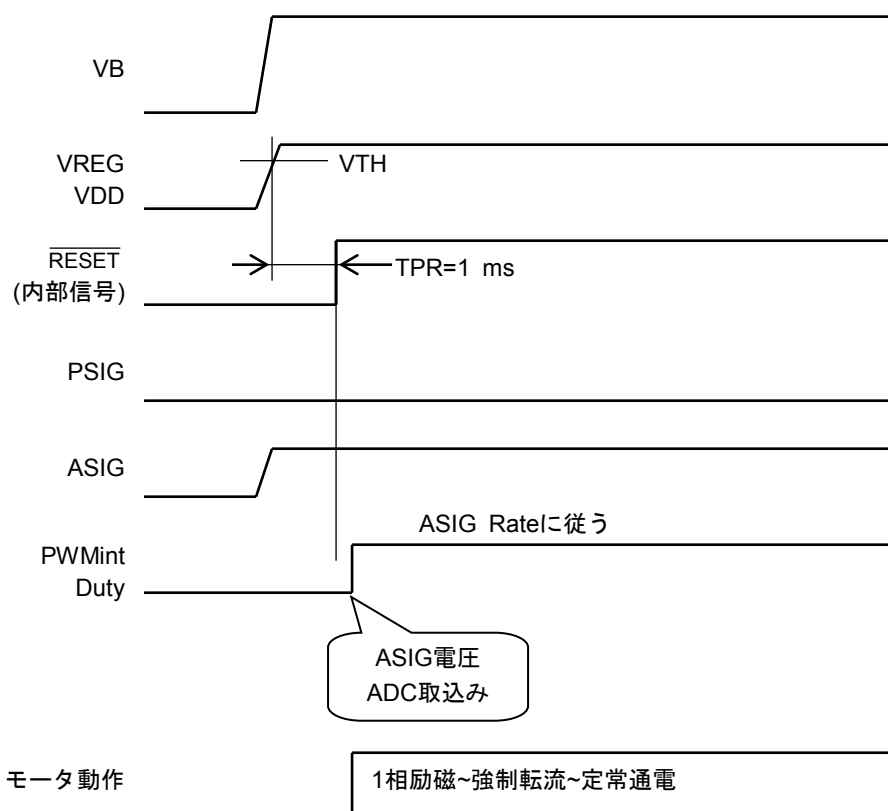 VB
VREG
VDD
VTH
RESET
(内部信号)
TPR=1 ms
PSIG
ASIG
ASIG Rateに従う
PWMint
Duty
ASIG電圧
ADC取込み
モータ動作
1相励磁~強制転流~定常通電